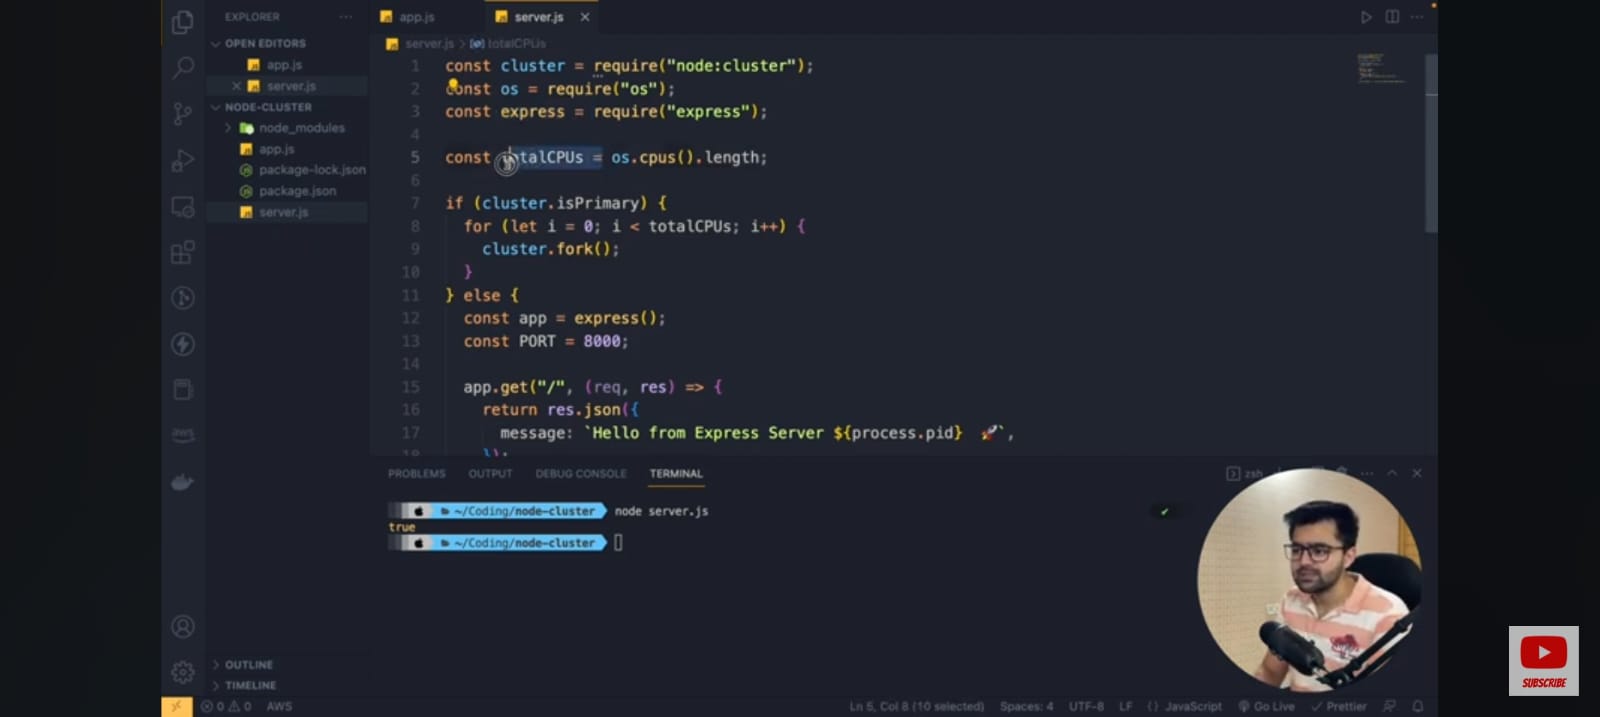 EXPLORER
app.js
server.js
OPEN EDITORS
app.js
server.js
NODE-CLUSTER
node_modules
app.js
package-lock.json
package.json
server.js
OUTLINE
TIMELINE
server.js > totalCPUs
1 const cluster = require("node:cluster");
2 const os = require("os");
3 const express = require("express");
4
5 const totalCPUs = os.cpus().length;
6
7 if (cluster.isPrimary) {
8 for (let i = 0; i < totalCPUs; i++) {
9 cluster.fork();
10 }
11 } else {
12 const app = express();
13 const PORT = 8000;
14
15 app.get("/", (req, res) => {
16 return res.json({
17 message: `Hello from Express Server ${process.pid} 🚀`,
18 });
PROBLEMS OUTPUT DEBUG CONSOLE TERMINAL
zsh
~/Coding/node-cluster node server.js
true
~/Coding/node-cluster
aws
0 0 AWS
Ln 5, Col 8 (10 selected) Spaces: 4 UTF-8 LF {} JavaScript Go Live Prettier
SUBSCRIBE